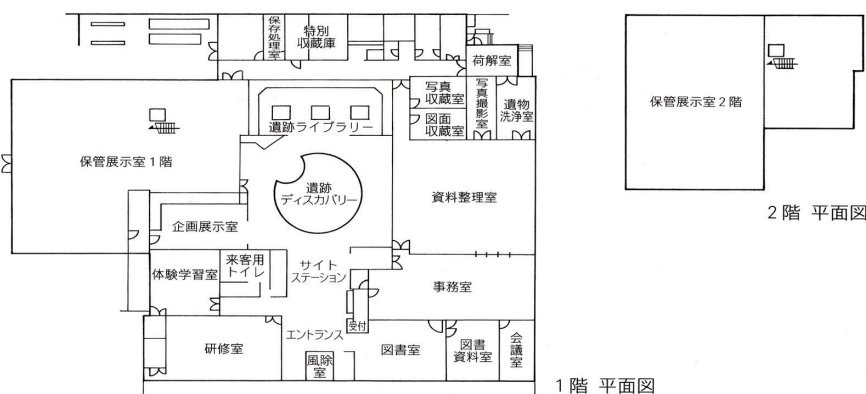 保存処理室
特別
収蔵庫
荷解室
写真
収蔵室
写真撮影室
遺物
洗浄室
図面
収蔵室
遺跡ライブラリー
保管展示室1階
遺跡
ディスカバリー
資料整理室
企画展示室
体験学習室
来客用
トイレ
サイト
ステーション
事務室
受付
エントランス
研修室
風除
室
図書室
図書
資料室
会議室
1階 平面図
保管展示室2階
2階 平面図